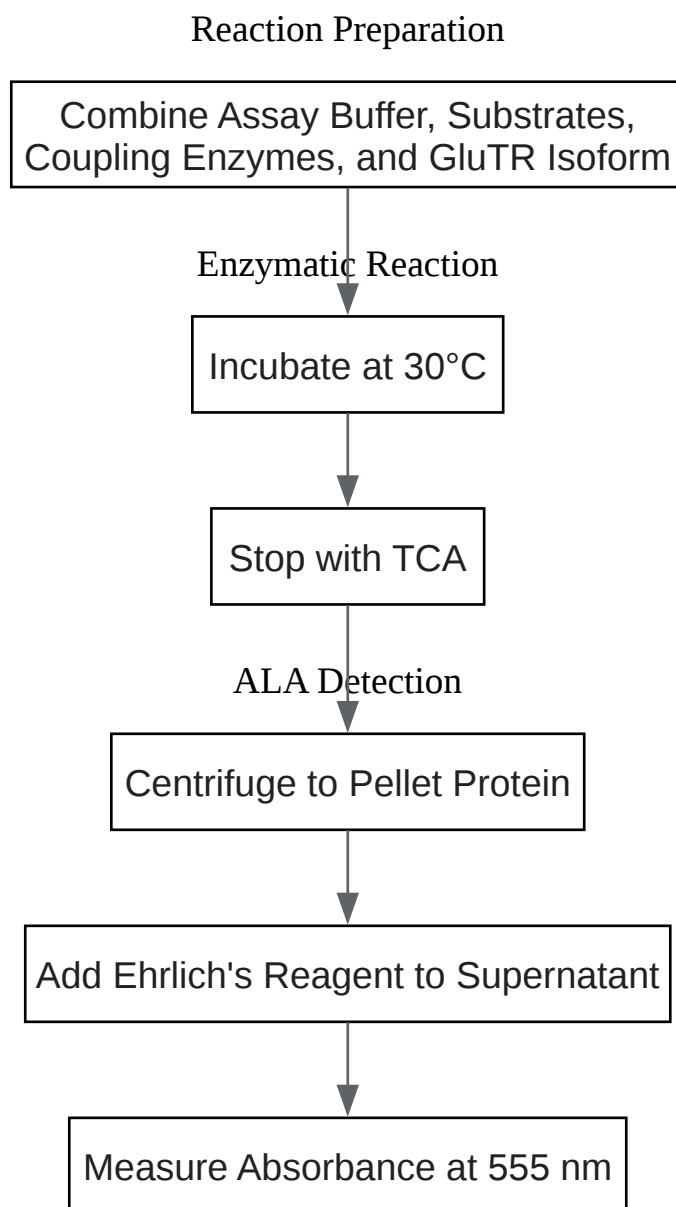 Reaction Preparation
Combine Assay Buffer, Substrates,
Coupling Enzymes, and GluTR Isoform
Enzymatic Reaction
Incubate at 30°C
Stop with TCA
ALA Detection
Centrifuge to Pellet Protein
Add Ehrlich's Reagent to Supernatant
Measure Absorbance at 555 nm